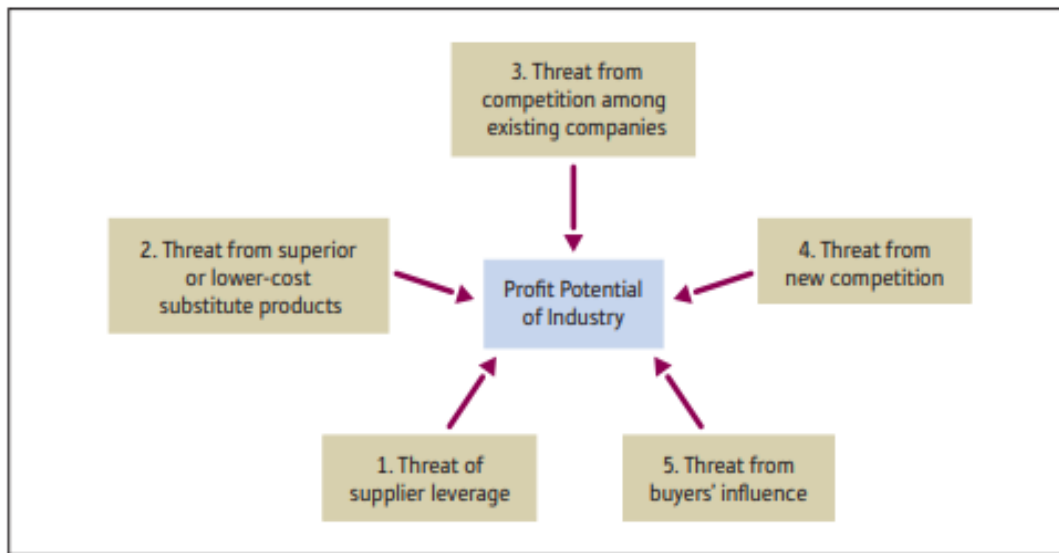 3. Threat from
competition among
existing companies
2. Threat from superior
or lower-cost
substitute products
4. Threat from
new competition
Profit Potential
of Industry
1. Threat of
supplier leverage
5. Threat from
buyers' influence